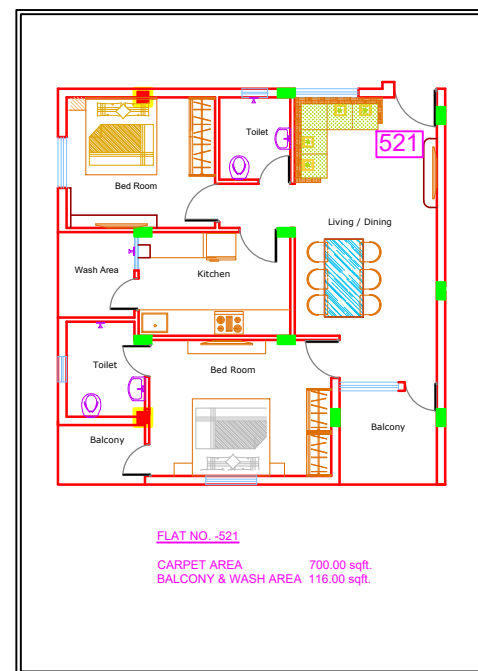 Toilet
521
Bed Room
Living / Dining
Wash Area
Kitchen
Toilet
Bed Room
Balcony
Balcony
FLAT NO. -521
CARPET AREA 700.00 sqft.
BALCONY & WASH AREA 116.00 sqft.